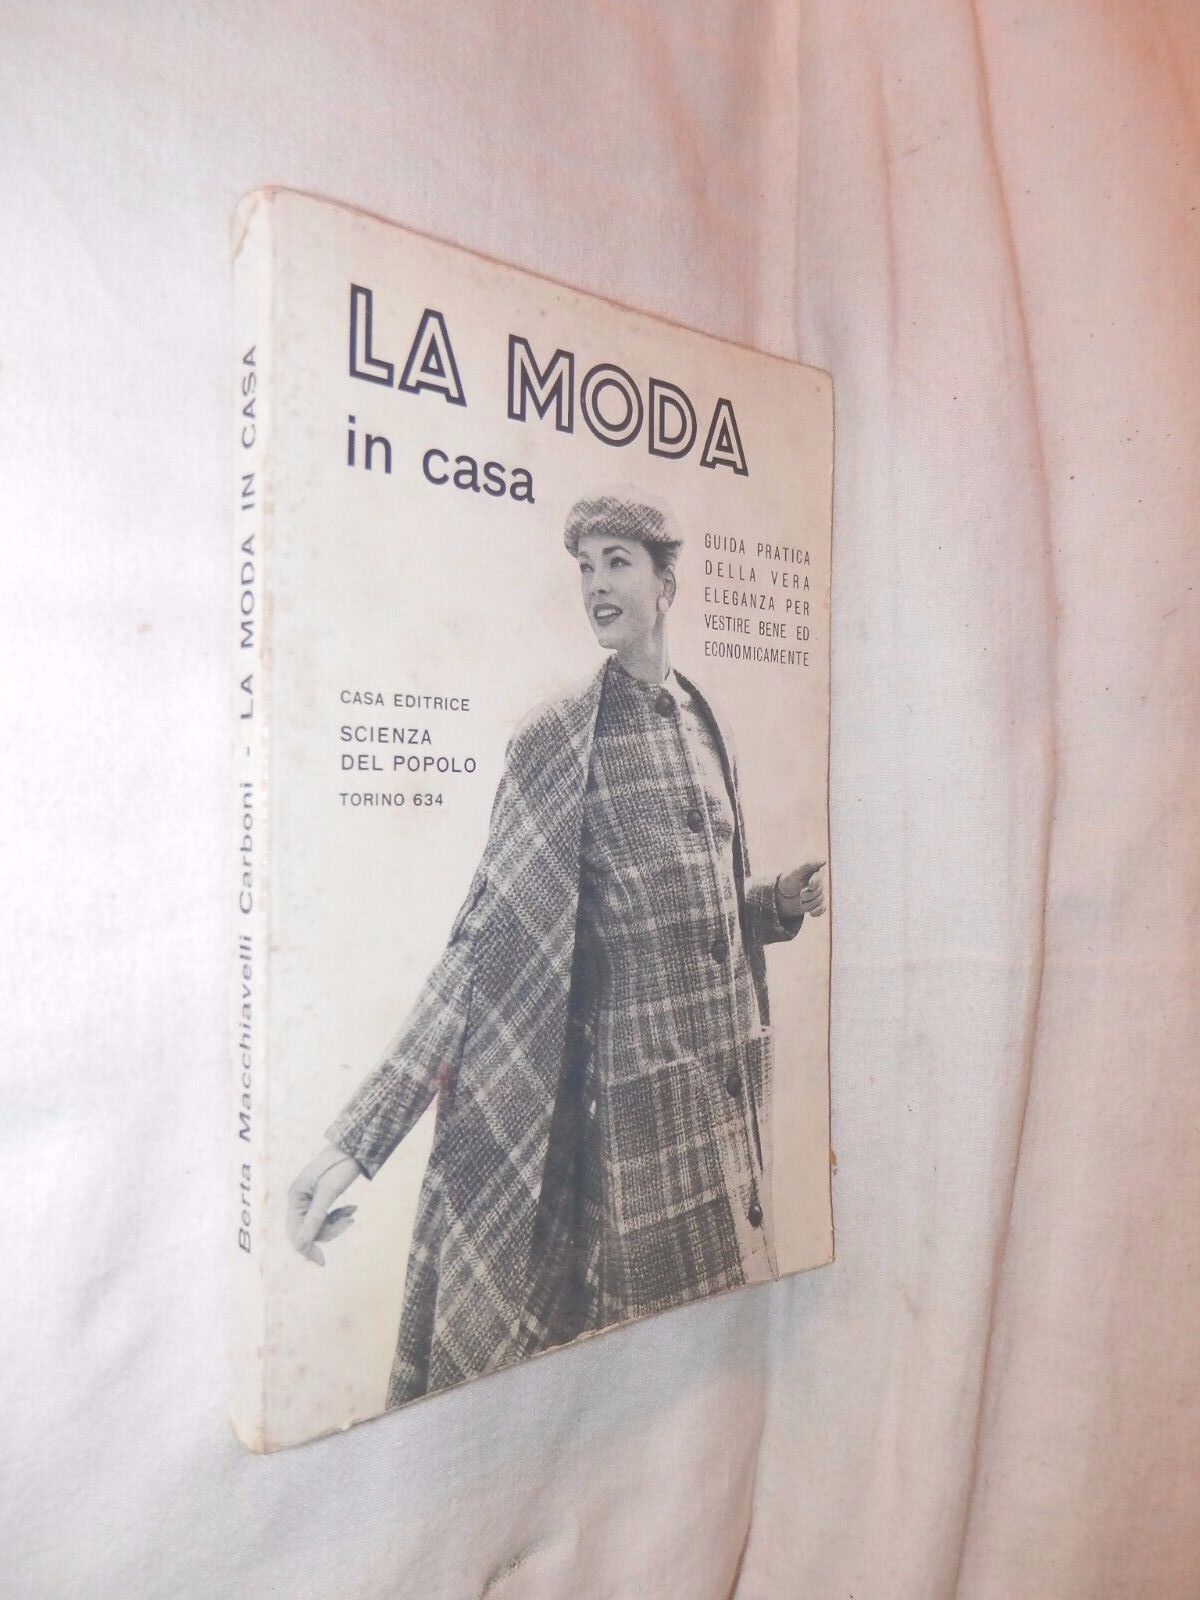 LA MODA
in casa
GUIDA PRATICA
DELLA VERA
ELEGANZA PER
VESTIRE BENE ED
ECONOMICAMENTE
CASA EDITRICE
SCIENZA
DEL POPOLO
TORINO 634
Berta Macchiavelli Carboni - LA MODA IN CASA